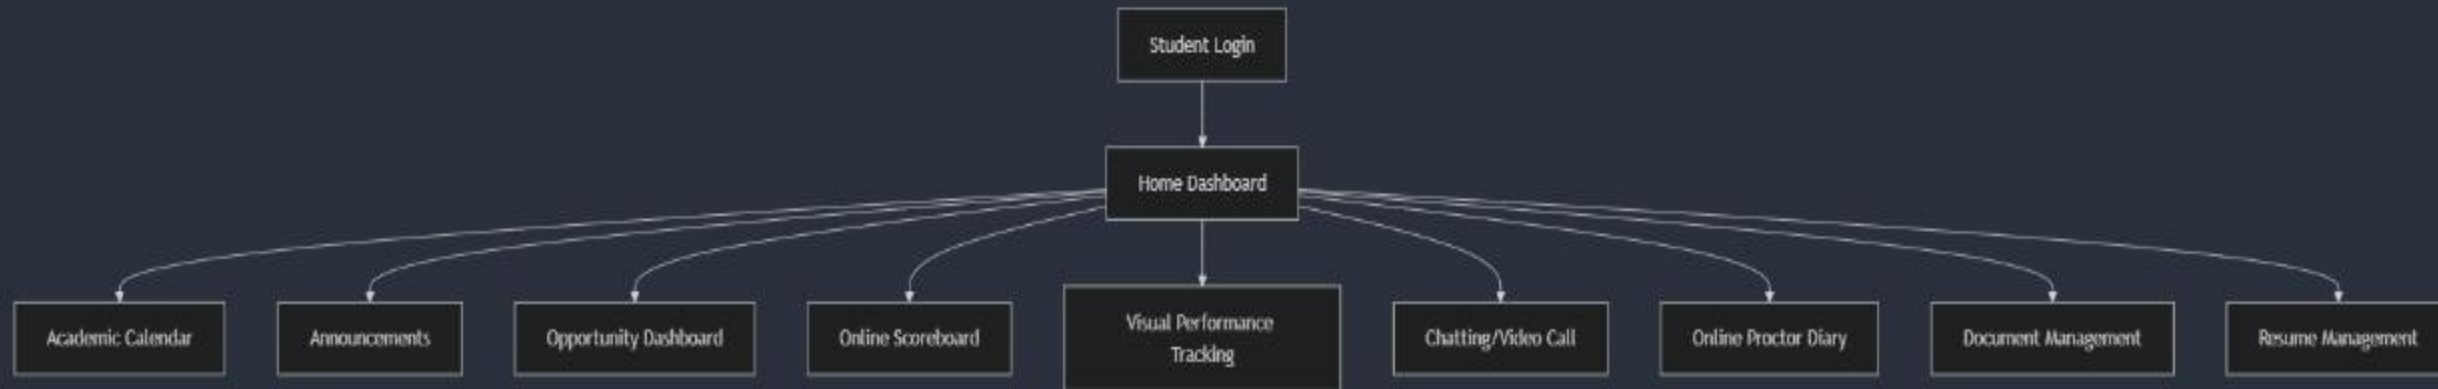 Student Login
Home Dashboard
Academic Calendar
Announcements
Opportunity Dashboard
Online Scoreboard
Visual Performance
Tracking
Chatting/Video Call
Online Proctor Diary
Document Management
Resume Management